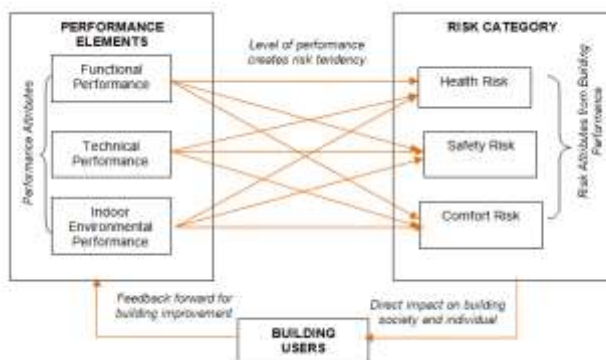 PERFORMANCE
ELEMENTS
Level of performance
creates risk tendency
RISK CATEGORY
Functional
Performance
Health Risk
Performance Attributes
Technical
Performance
Safety Risk
Risk Attributes from Building
Performance
Indoor
Environmental
Performance
Comfort Risk
Feedback forward for
building improvement
Direct impact on building
society and individual
BUILDING
USERS